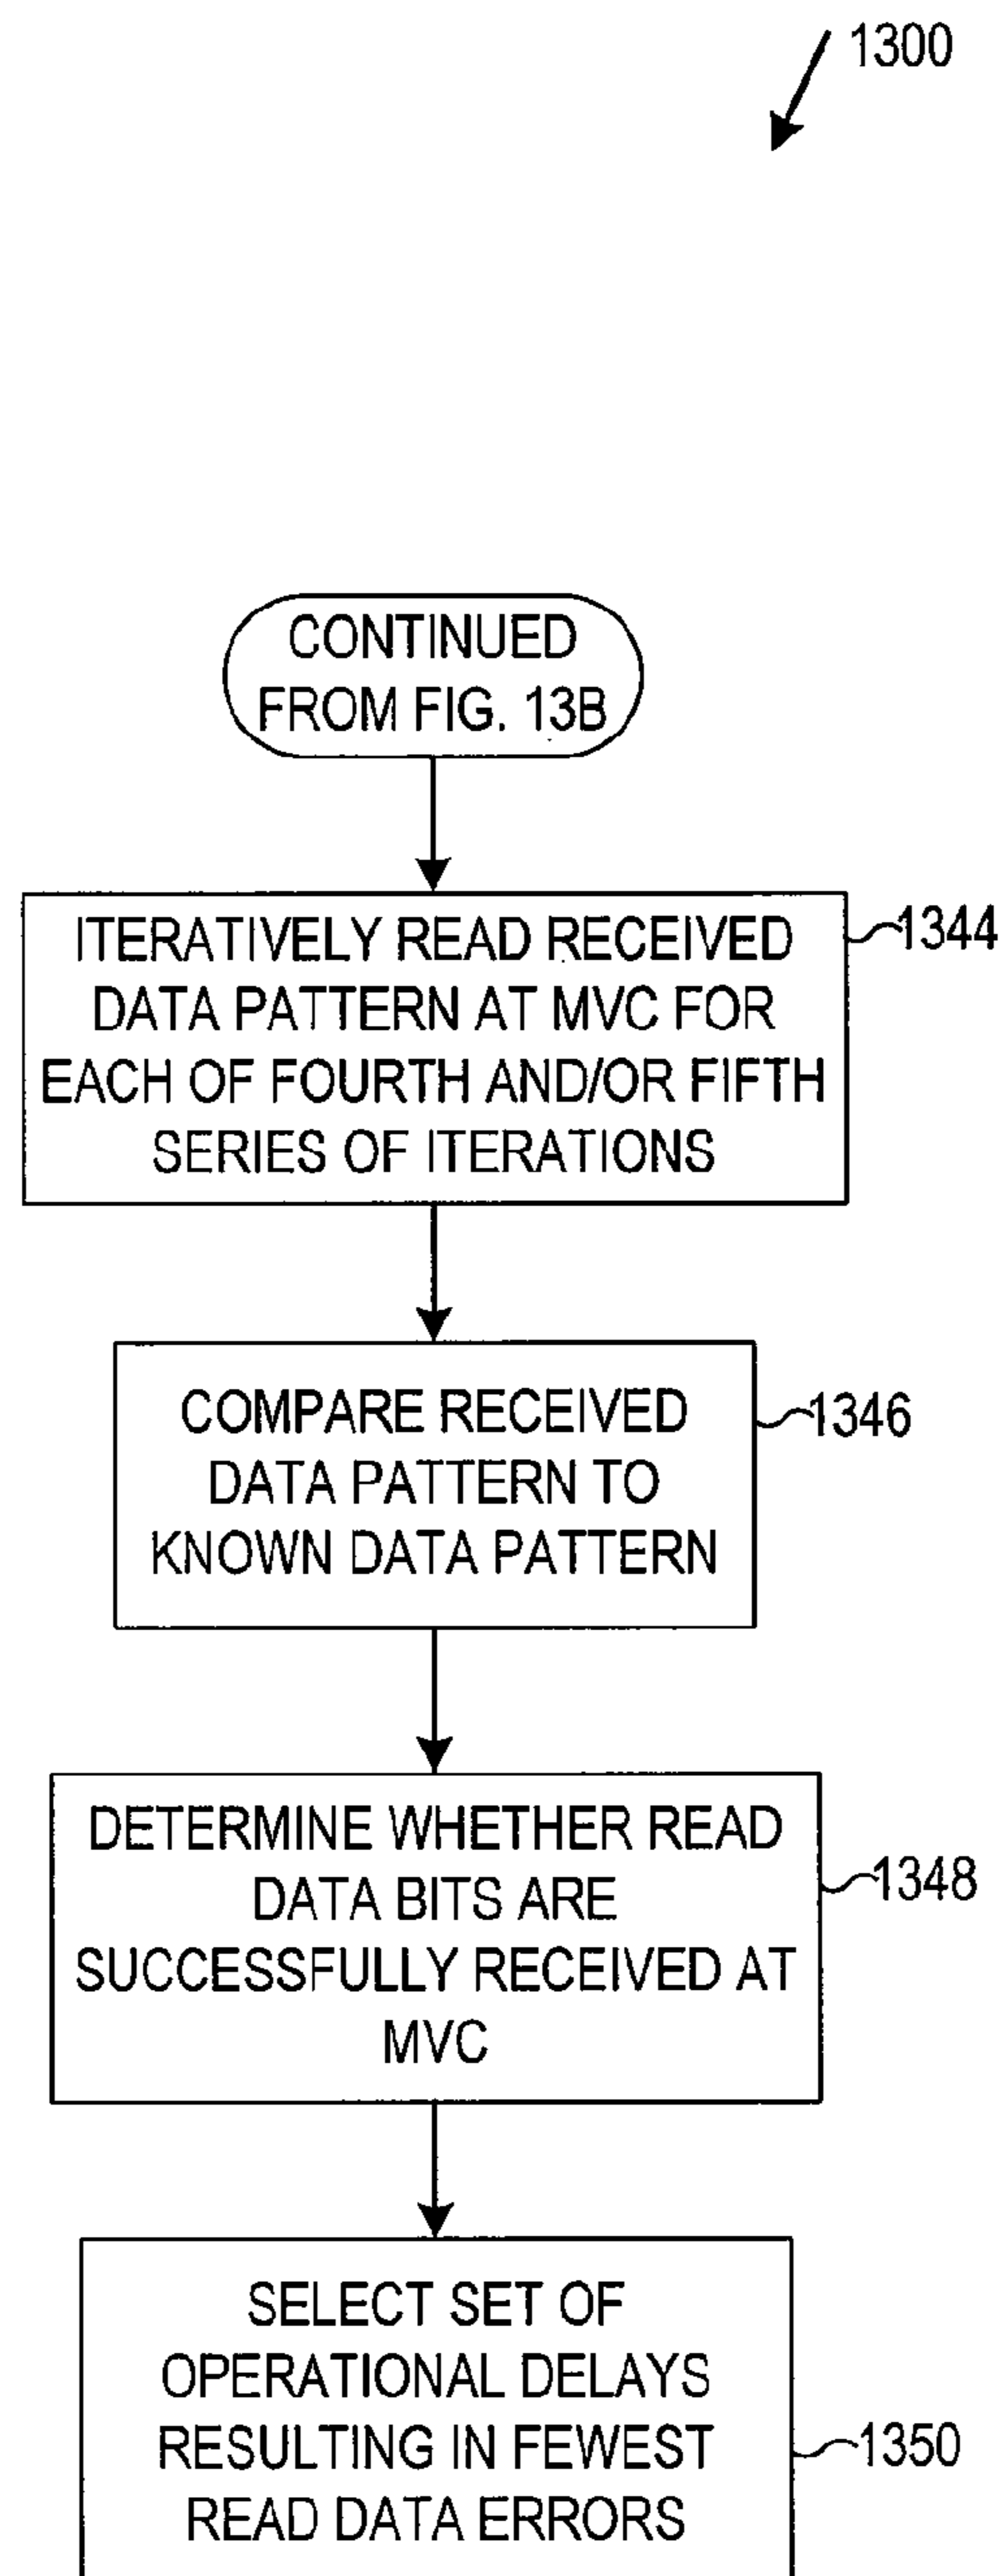 1300
CONTINUED
FROM FIG. 13B
ITERATIVELY READ RECEIVED
DATA PATTERN AT MVC FOR
EACH OF FOURTH AND/OR FIFTH
SERIES OF ITERATIONS
1344
COMPARE RECEIVED
DATA PATTERN TO
KNOWN DATA PATTERN
1346
DETERMINE WHETHER READ
DATA BITS ARE
SUCCESSFULLY RECEIVED AT
MVC
1348
SELECT SET OF
OPERATIONAL DELAYS
RESULTING IN FEWEST
READ DATA ERRORS
1350